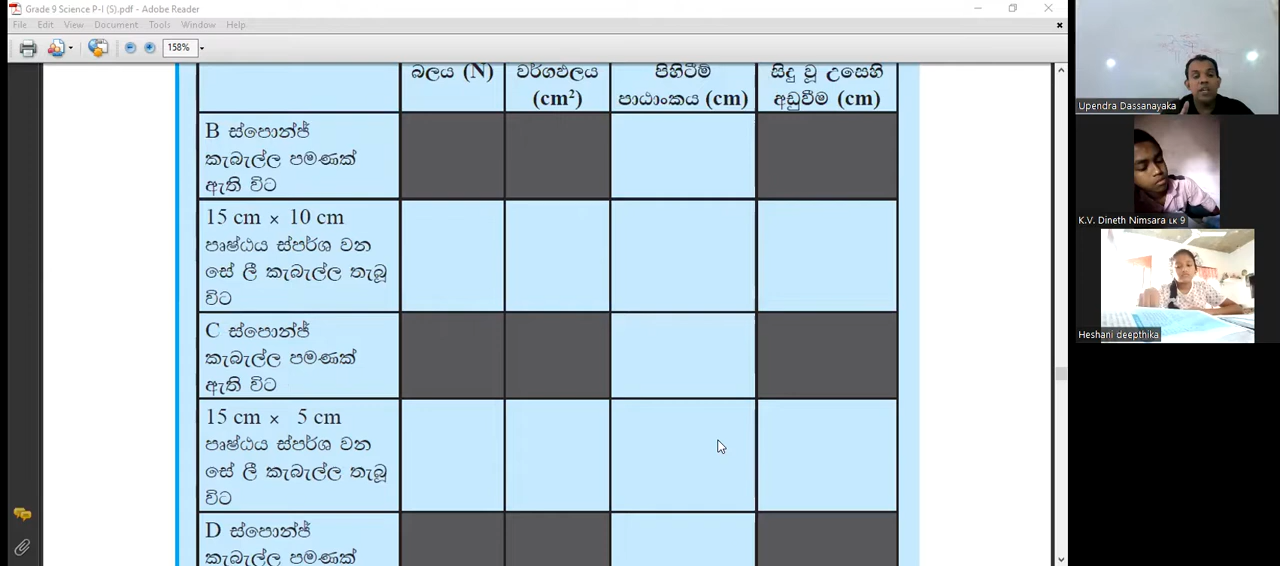 Grade 9 Science P-I (S).pdf - Adobe Reader
File Edit View Document Tools Window Help
158%
බලය (N)
වර්ගඵලය
(cm²)
පිහිටීම්
පාඨාංකය (cm)
සිදු වූ උසෙහි
අඩුවීම (cm)
B ස්පොන්ජ්
කැබැල්ල පමණක්
ඇති විට
15 cm × 10 cm
පෘෂ්ඨය ස්පර්ශ වන
සේ ලී කැබැල්ල තැබූ
විට
C ස්පොන්ජ්
කැබැල්ල පමණක්
ඇති විට
15 cm × 5 cm
පෘෂ්ඨය ස්පර්ශ වන
සේ ලී කැබැල්ල තැබූ
විට
D ස්පොන්ජ්
කැබැල්ල පමණක්
Upendra Dassanayaka
K.V. Dineth Nimsara LK 9
Heshani deepthika